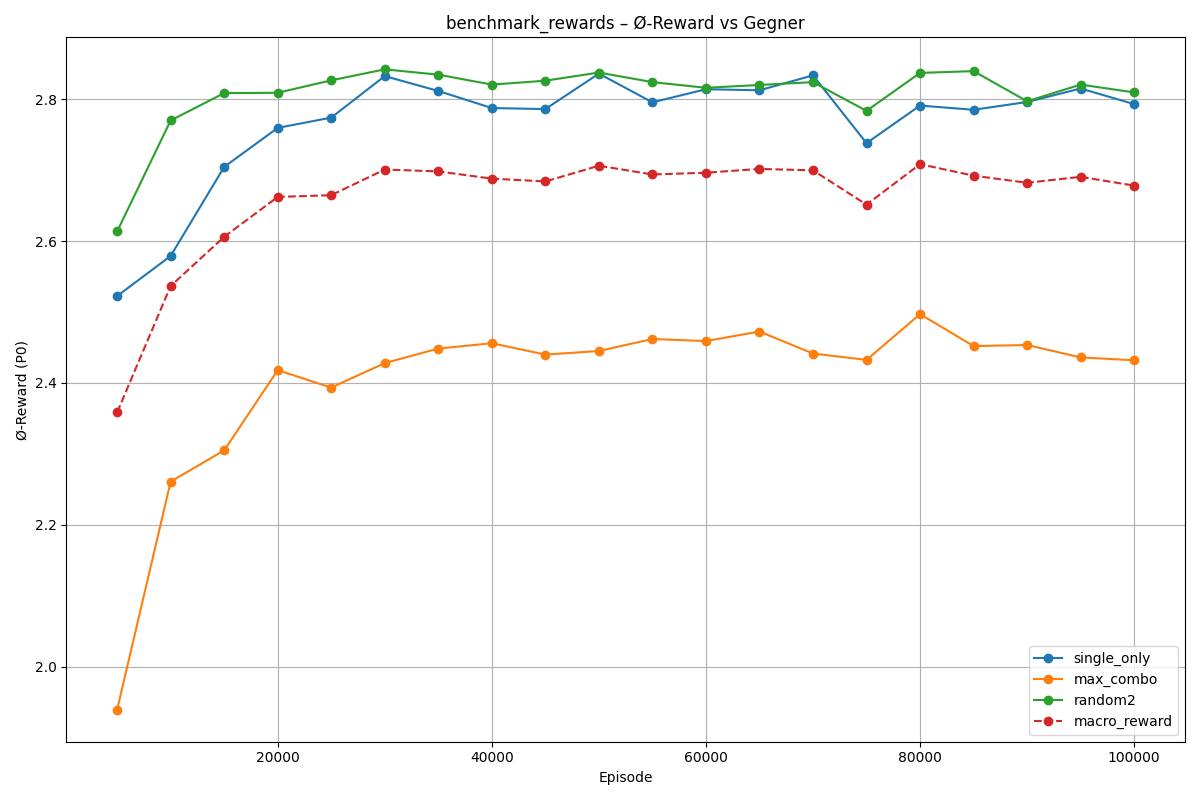 benchmark_rewards – Ø-Reward vs Gegner
Ø-Reward (P0)
2.8
2.6
2.4
2.2
2.0
20000
40000
60000
80000
100000
Episode
single_only
max_combo
random2
macro_reward